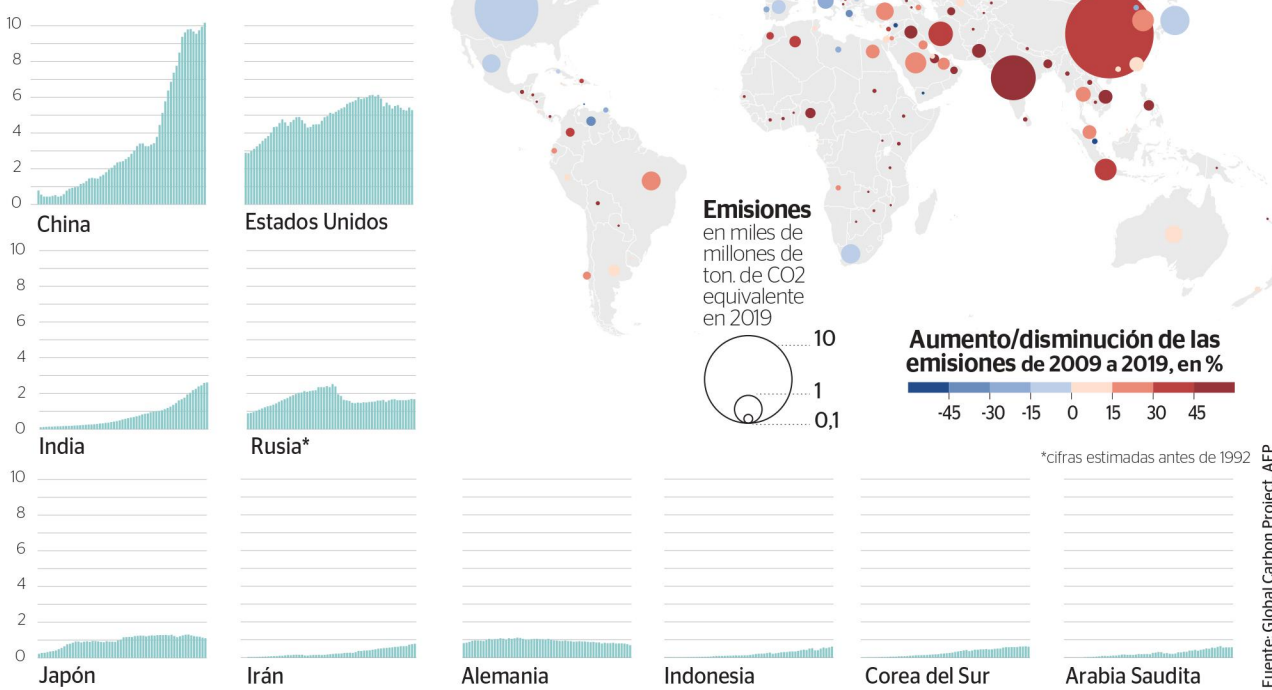 10
8
6
4
2
0
China
Estados Unidos
10
8
6
4
2
0
India
Rusia*
Emisiones
en miles de
millones de
ton. de CO2
equivalente
en 2019
10
1
0,1
Aumento/disminución de las
emisiones de 2009 a 2019, en %
-45 -30 -15 0 15 30 45
*cifras estimadas antes de 1992
10
8
6
4
2
0
Japón
Irán
Alemania
Indonesia
Corea del Sur
Arabia Saudita
Fuente: Global Carbon Project, AFP